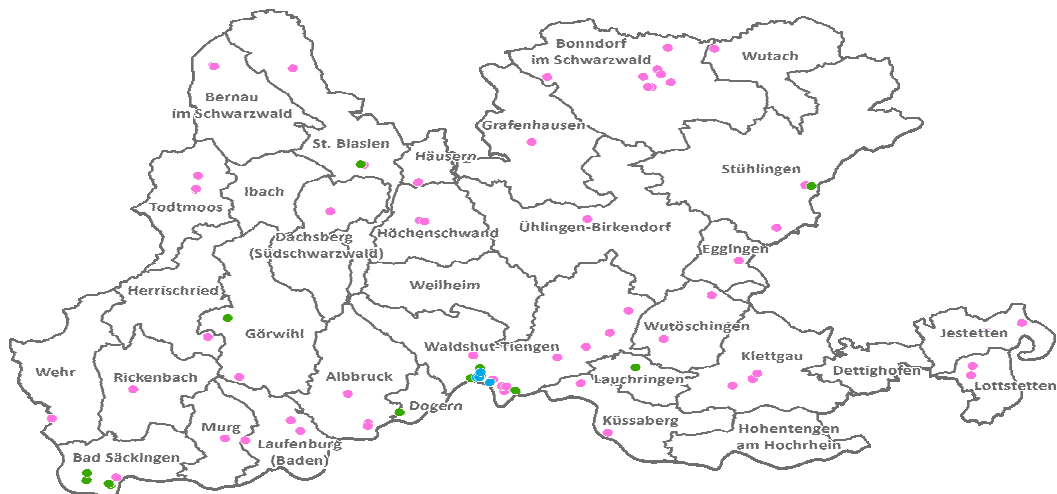 Bonndorf
im Schwarzwald
Wutach
Bernau
im Schwarzwald
Grafenhausen
St. Blasien
Häusern
Stühlingen
Ibach
Todtmoos
Höchenschwand
Ühlingen-Birkendorf
Dachsberg
(Südschwarzwald)
Eggingen
Weilheim
Herrischried
Görwihl
Wutöschingen
Jestetten
Waldshut-Tiengen
Klettgau
Wehr
Rickenbach
Albbruck
Lauchringen
Dettighofen
Lottstetten
Dogern
Küssaberg
Murg
Hohentengen
am Hochrhein
Laufenburg
(Baden)
Bad Säckingen